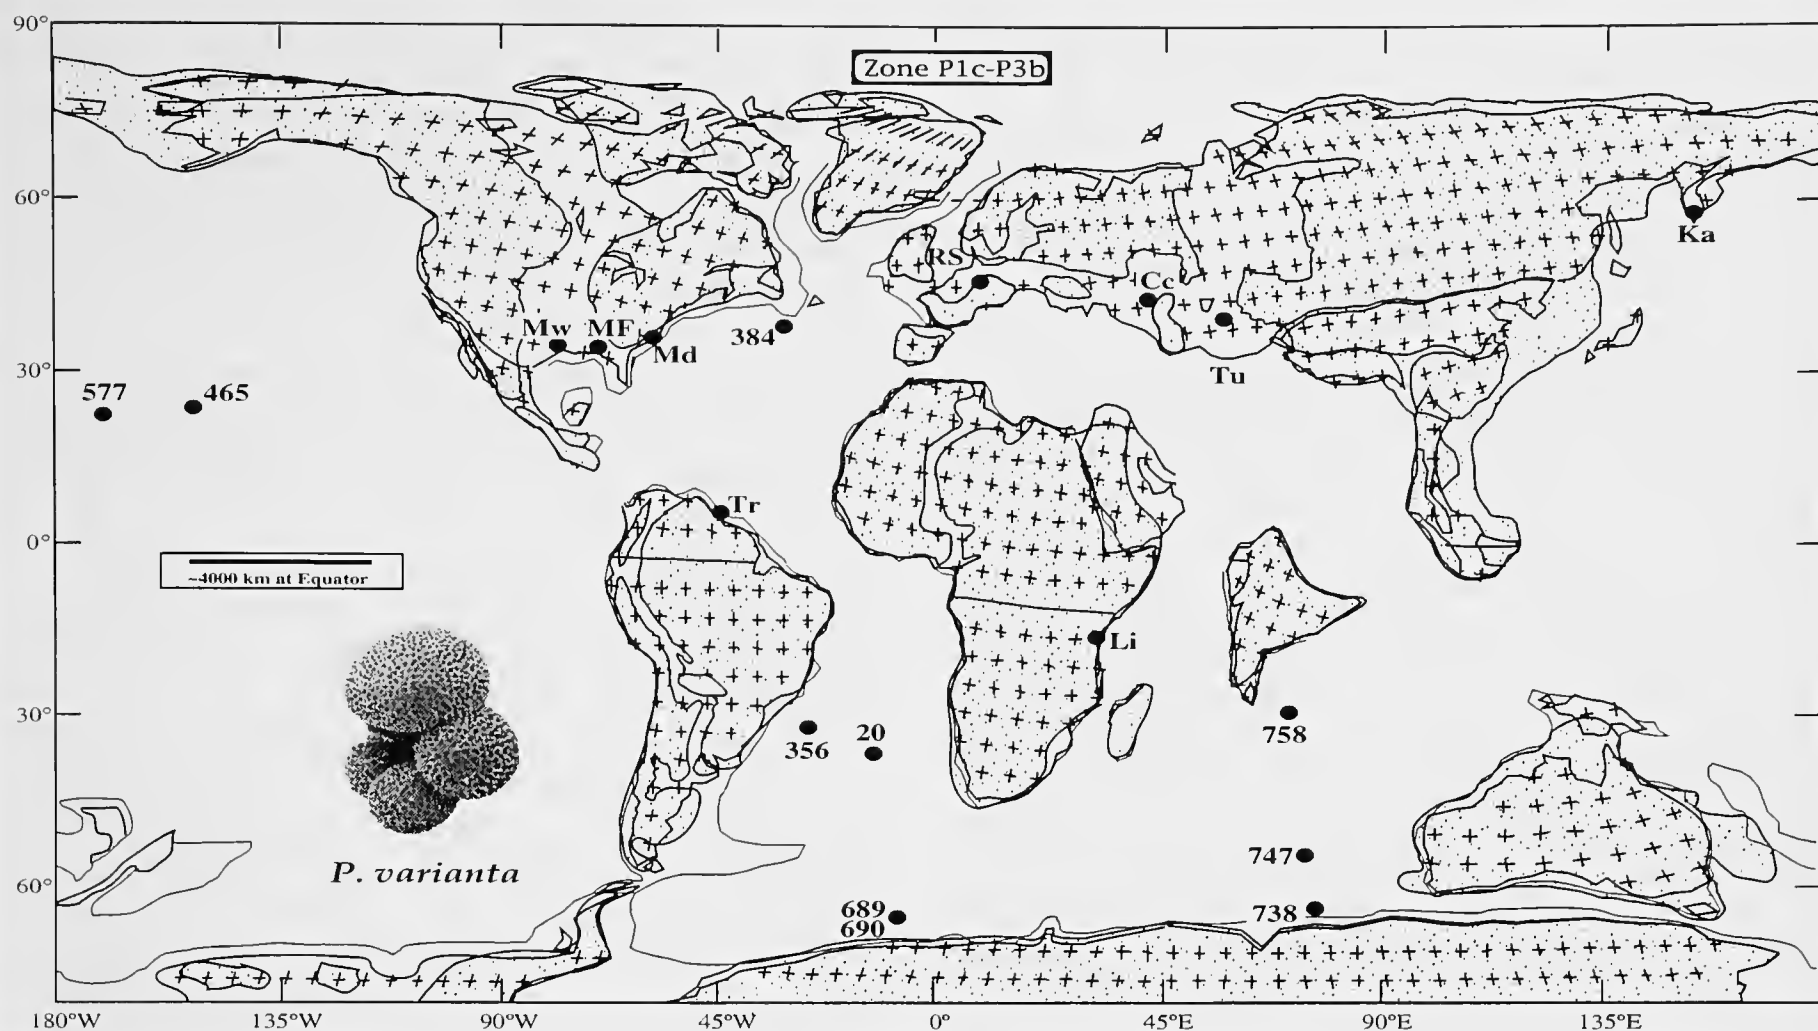 90°
Zone P1c-P3b
60°
Ka
RS
Cc
Mw
MF
Md
384
Tu
30°
577
465
Tr
0°
~4000 km at Equator
Li
30°
356
20
758
747
P. varianta
60°
689
690
738
180°W
135°W
90°W
45°W
0°
45°E
90°E
135°E